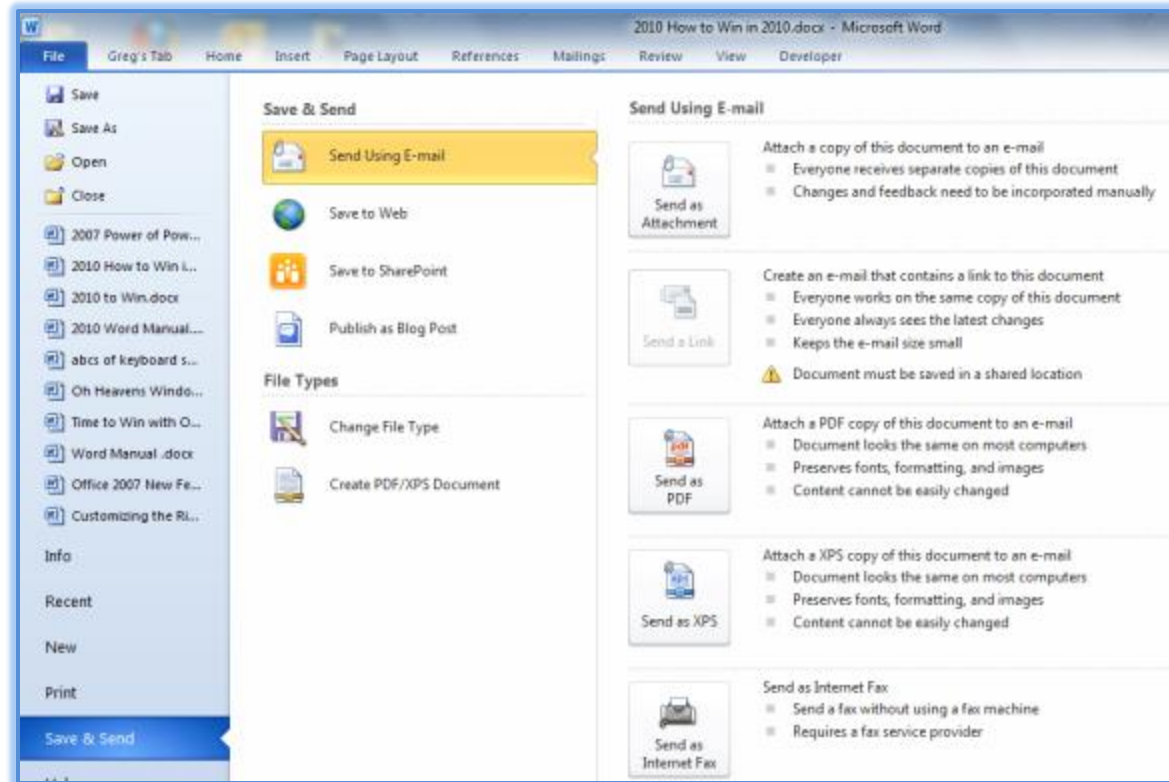 2010 How to Win in 2010.docx - Microsoft Word
File Greg's Tab Home Insert Page Layout References Mailings Review View Developer
Save
Save As
Open
Close
2007 Power of Pow...
2010 How to Win i...
2010 to Win.docx
2010 Word Manual....
abcs of keyboard s...
Oh Heavens Windo...
Time to Win with O...
Word Manual .docx
Office 2007 New Fe...
Customizing the Ri...
Info
Recent
New
Print
Save & Send
Save & Send
Send Using E-mail
Save to Web
Save to SharePoint
Publish as Blog Post
File Types
Change File Type
Create PDF/XPS Document
Send Using E-mail
Send as
Attachment
Attach a copy of this document to an e-mail
Everyone receives separate copies of this document
Changes and feedback need to be incorporated manually
Send a Link
Create an e-mail that contains a link to this document
Everyone works on the same copy of this document
Everyone always sees the latest changes
Keeps the e-mail size small
Document must be saved in a shared location
Send as
PDF
Attach a PDF copy of this document to an e-mail
Document looks the same on most computers
Preserves fonts, formatting, and images
Content cannot be easily changed
Send as XPS
Attach a XPS copy of this document to an e-mail
Document looks the same on most computers
Preserves fonts, formatting, and images
Content cannot be easily changed
Send as
Internet Fax
Send as Internet Fax
Send a fax without using a fax machine
Requires a fax service provider